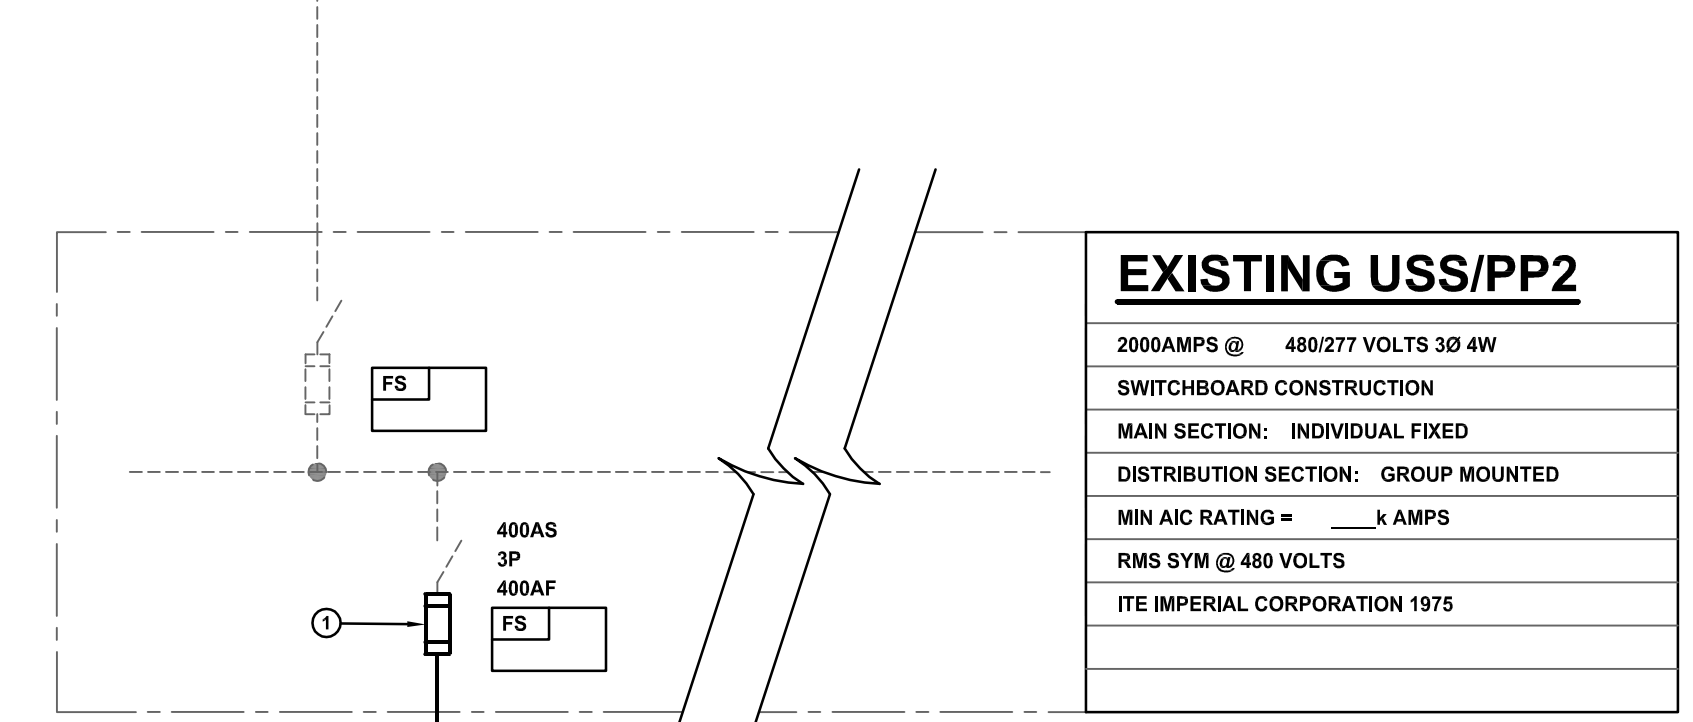 EXISTING USS/PP2
2000AMPS @ 480/277 VOLTS 3Ø 4W
SWITCHBOARD CONSTRUCTION
MAIN SECTION: INDIVIDUAL FIXED
DISTRIBUTION SECTION: GROUP MOUNTED
MIN AIC RATING = ____k AMPS
RMS SYM @ 480 VOLTS
ITE IMPERIAL CORPORATION 1975
FS
400AS
3P
400AF
FS
1